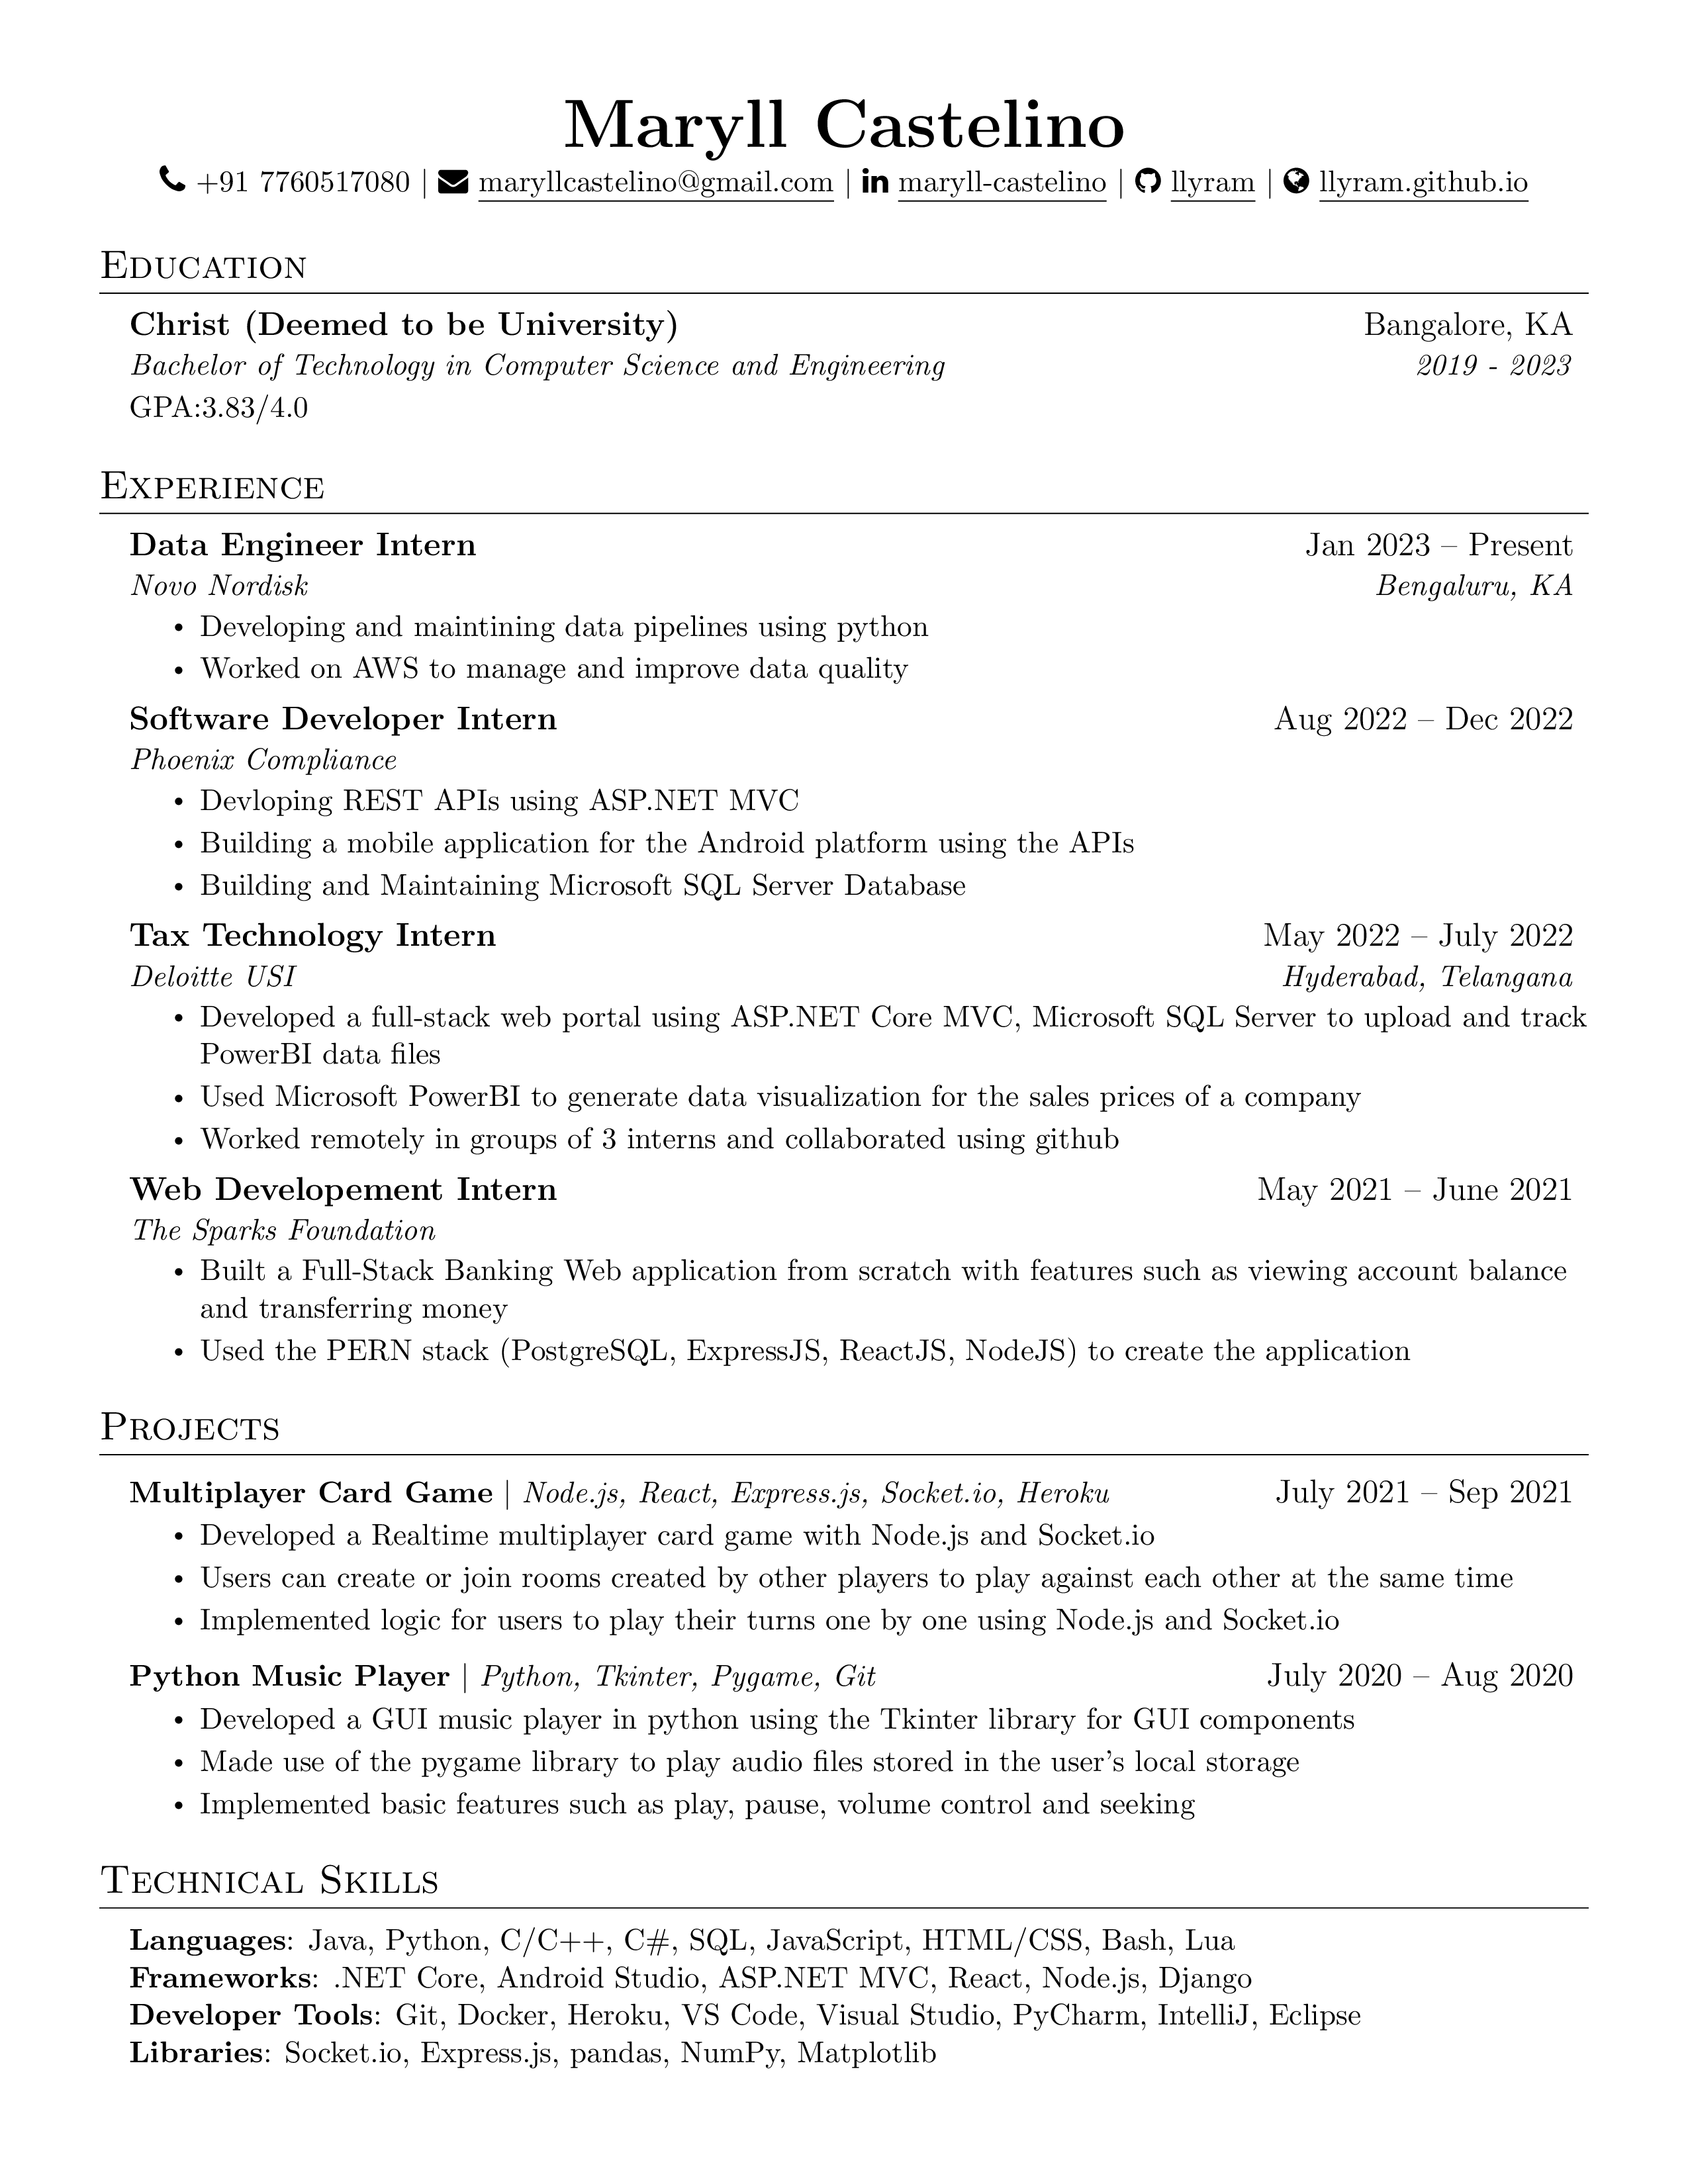 Maryll Castelino
+91 7760517080 | maryllcastelino@gmail.com | maryll-castelino | llyram | llyram.github.io
Education
Christ (Deemed to be University) Bangalore, KA
Bachelor of Technology in Computer Science and Engineering 2019 - 2023
GPA:3.83/4.0
Experience
Data Engineer Intern Jan 2023 – Present
Novo Nordisk Bengaluru, KA
• Developing and maintining data pipelines using python
• Worked on AWS to manage and improve data quality
Software Developer Intern Aug 2022 – Dec 2022
Phoenix Compliance
• Devloping REST APIs using ASP.NET MVC
• Building a mobile application for the Android platform using the APIs
• Building and Maintaining Microsoft SQL Server Database
Tax Technology Intern May 2022 – July 2022
Deloitte USI Hyderabad, Telangana
• Developed a full-stack web portal using ASP.NET Core MVC, Microsoft SQL Server to upload and track
PowerBI data files
• Used Microsoft PowerBI to generate data visualization for the sales prices of a company
• Worked remotely in groups of 3 interns and collaborated using github
Web Developement Intern May 2021 – June 2021
The Sparks Foundation
• Built a Full-Stack Banking Web application from scratch with features such as viewing account balance
and transferring money
• Used the PERN stack (PostgreSQL, ExpressJS, ReactJS, NodeJS) to create the application
Projects
Multiplayer Card Game | Node.js, React, Express.js, Socket.io, Heroku July 2021 – Sep 2021
• Developed a Realtime multiplayer card game with Node.js and Socket.io
• Users can create or join rooms created by other players to play against each other at the same time
• Implemented logic for users to play their turns one by one using Node.js and Socket.io
Python Music Player | Python, Tkinter, Pygame, Git July 2020 – Aug 2020
• Developed a GUI music player in python using the Tkinter library for GUI components
• Made use of the pygame library to play audio files stored in the user's local storage
• Implemented basic features such as play, pause, volume control and seeking
Technical Skills
Languages: Java, Python, C/C++, C#, SQL, JavaScript, HTML/CSS, Bash, Lua
Frameworks: .NET Core, Android Studio, ASP.NET MVC, React, Node.js, Django
Developer Tools: Git, Docker, Heroku, VS Code, Visual Studio, PyCharm, IntelliJ, Eclipse
Libraries: Socket.io, Express.js, pandas, NumPy, Matplotlib